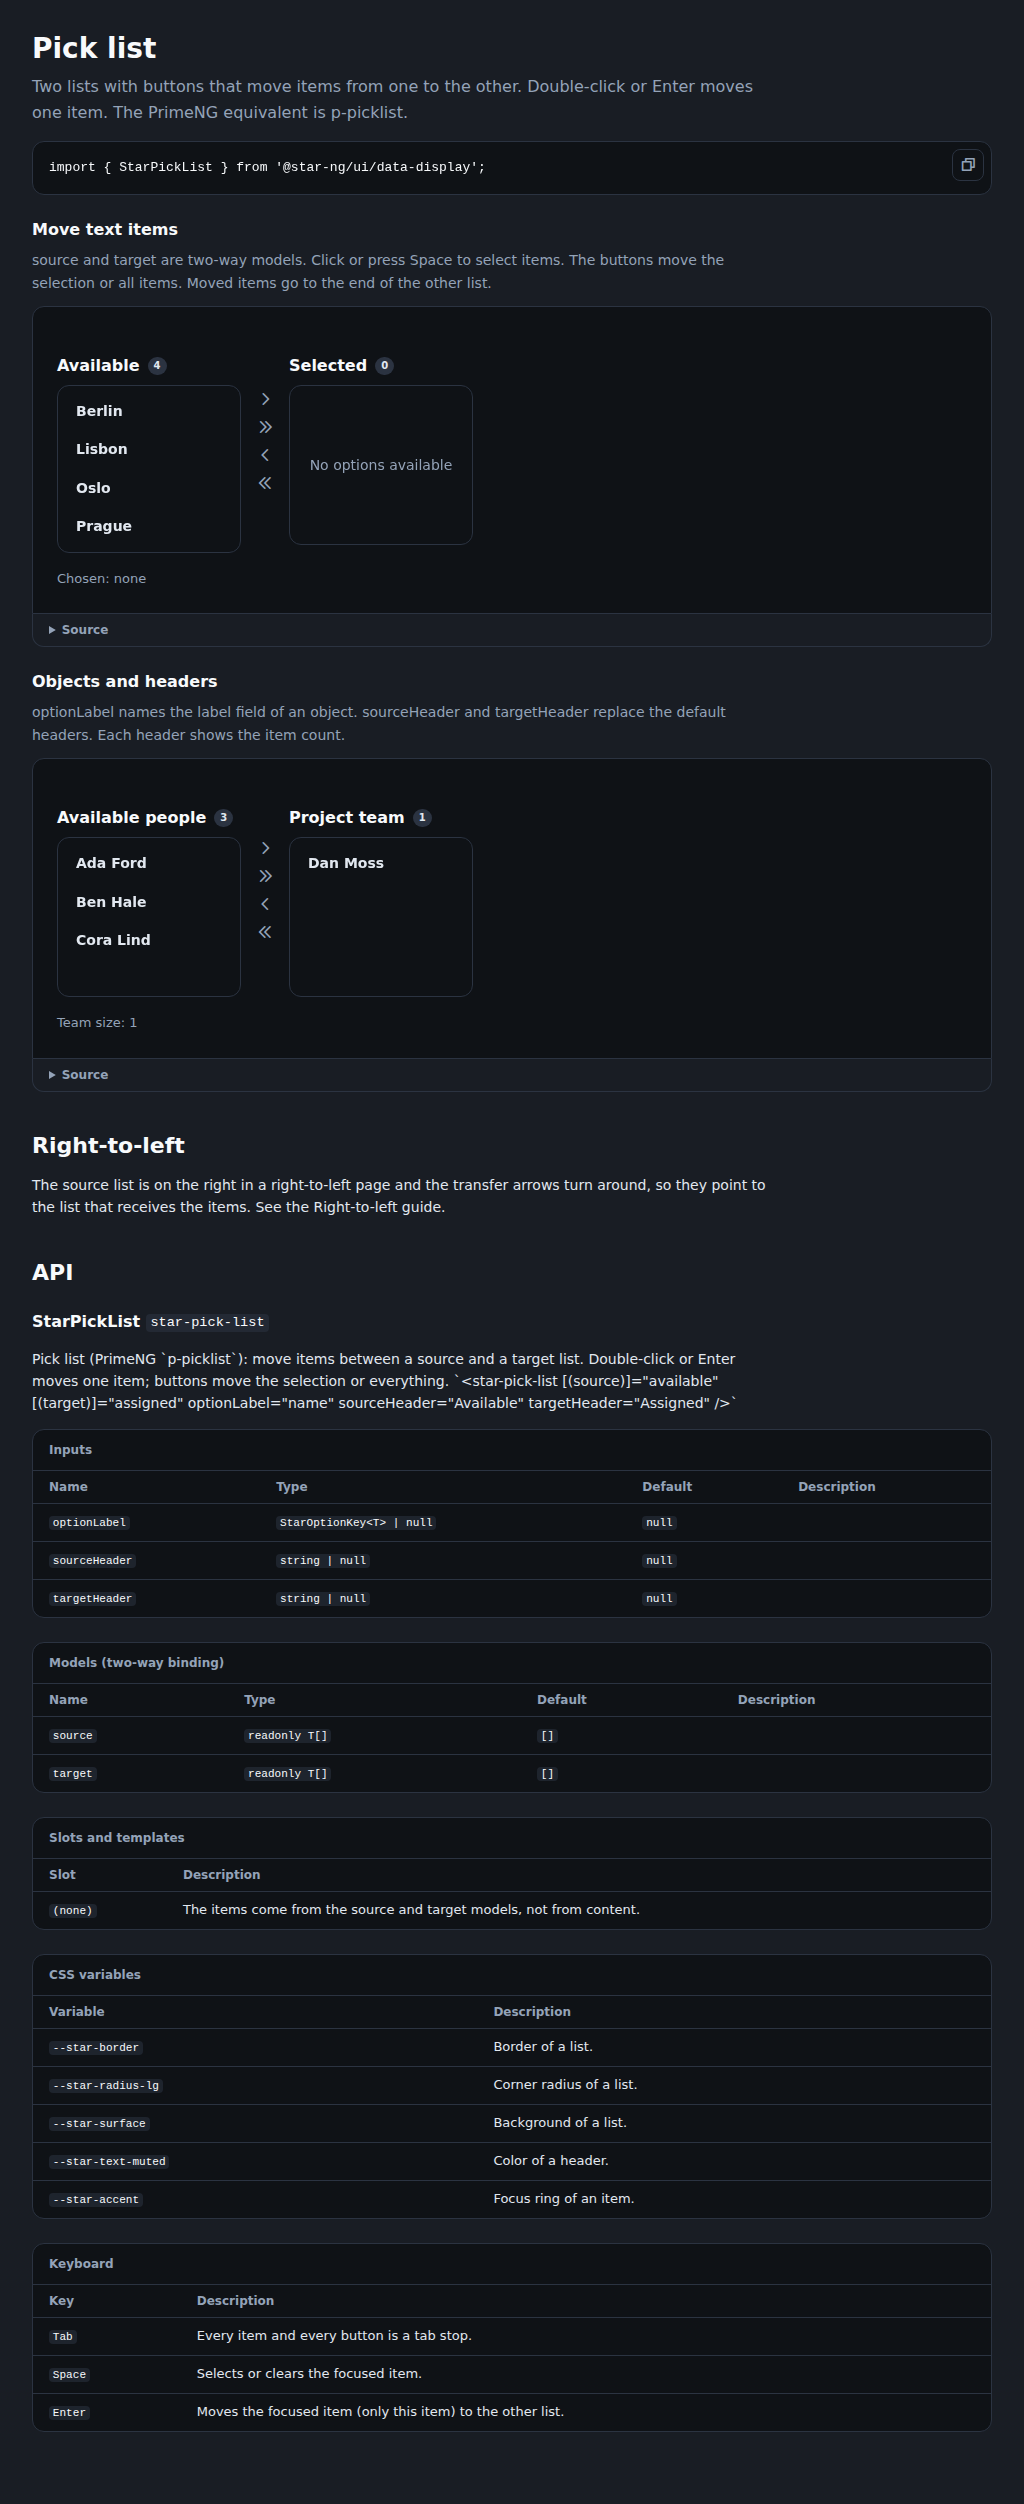 Pick list
Two lists with buttons that move items from one to the other. Double-click or Enter moves
one item. The PrimeNG equivalent is p-picklist.
import { StarPickList } from '@star-ng/ui/data-display';
Move text items
source and target are two-way models. Click or press Space to select items. The buttons move the
selection or all items. Moved items go to the end of the other list.
Available 4
Selected 0
Berlin
Lisbon
Oslo
Prague
No options available
Chosen: none
Source
Objects and headers
optionLabel names the label field of an object. sourceHeader and targetHeader replace the default
headers. Each header shows the item count.
Available people 3
Project team 1
Ada Ford
Ben Hale
Cora Lind
Dan Moss
Team size: 1
Source
Right-to-left
The source list is on the right in a right-to-left page and the transfer arrows turn around, so they point to
the list that receives the items. See the Right-to-left guide.
API
StarPickList star-pick-list
Pick list (PrimeNG `p-picklist`): move items between a source and a target list. Double-click or Enter
moves one item; buttons move the selection or everything. `<star-pick-list [(source)]="available"
[(target)]="assigned" optionLabel="name" sourceHeader="Available" targetHeader="Assigned" />`
Inputs
Name Type Default Description
optionLabel StarOptionKey<T> | null null
sourceHeader string | null null
targetHeader string | null null
Models (two-way binding)
Name Type Default Description
source readonly T[] []
target readonly T[] []
Slots and templates
Slot Description
(none) The items come from the source and target models, not from content.
CSS variables
Variable Description
--star-border Border of a list.
--star-radius-lg Corner radius of a list.
--star-surface Background of a list.
--star-text-muted Color of a header.
--star-accent Focus ring of an item.
Keyboard
Key Description
Tab Every item and every button is a tab stop.
Space Selects or clears the focused item.
Enter Moves the focused item (only this item) to the other list.